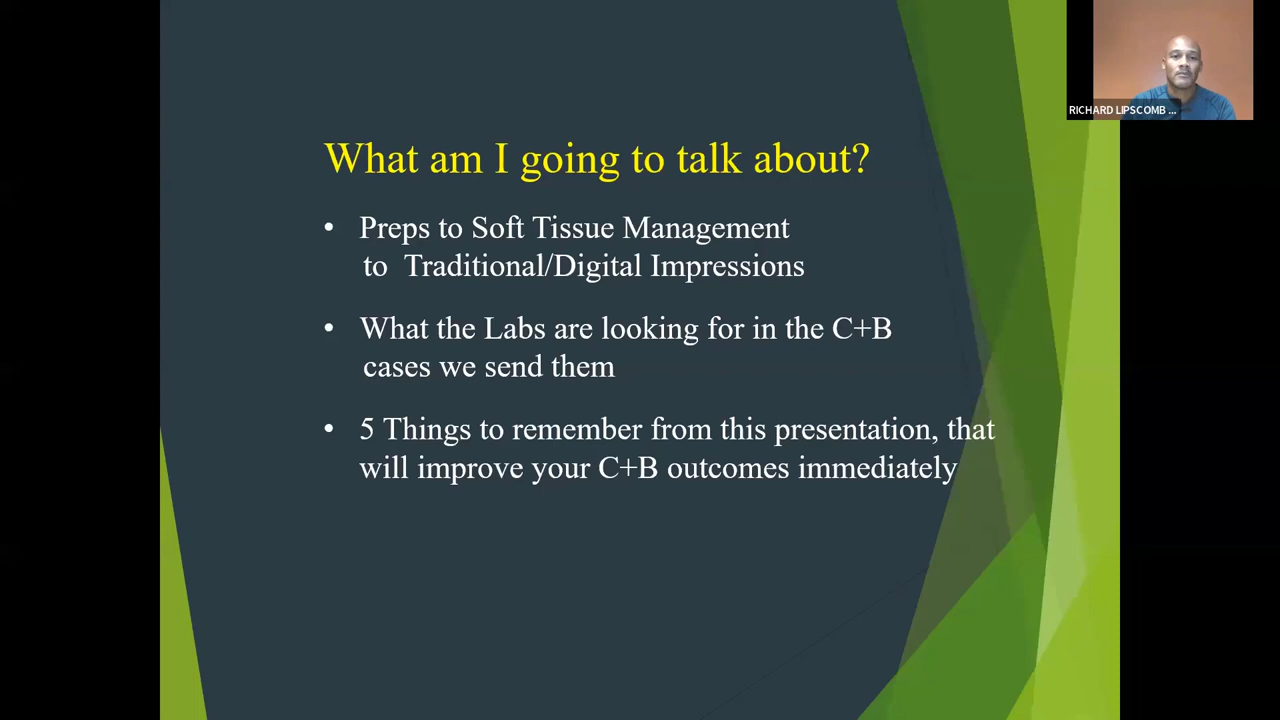 RICHARD LIPSCOMB ...
What am I going to talk about?
• Preps to Soft Tissue Management
to Traditional/Digital Impressions
• What the Labs are looking for in the C+B
cases we send them
• 5 Things to remember from this presentation, that
will improve your C+B outcomes immediately